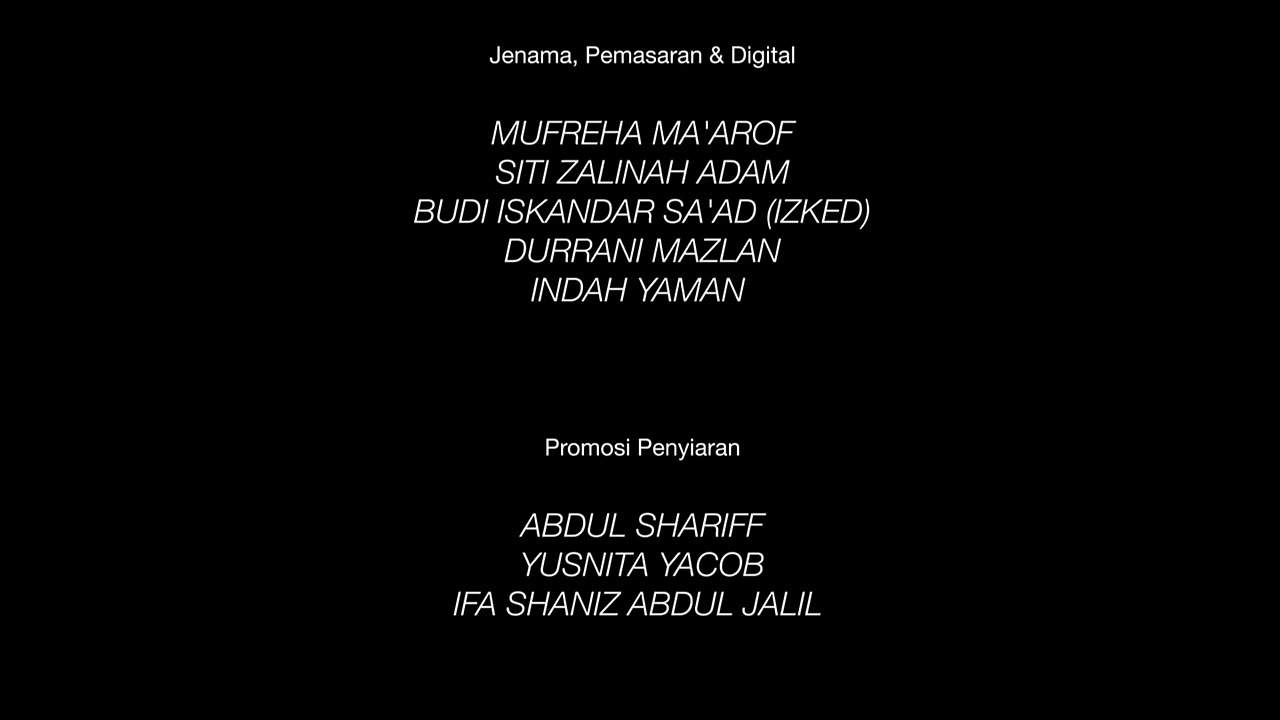 Jenama, Pemasaran & Digital
MUFREHA MA'AROF
SITI ZALINAH ADAM
BUDI ISKANDAR SA'AD (IZKED)
DURRANI MAZLAN
INDAH YAMAN
Promosi Penyiaran
ABDUL SHARIFF
YUSNITA YACOB
IFA SHANIZ ABDUL JALIL